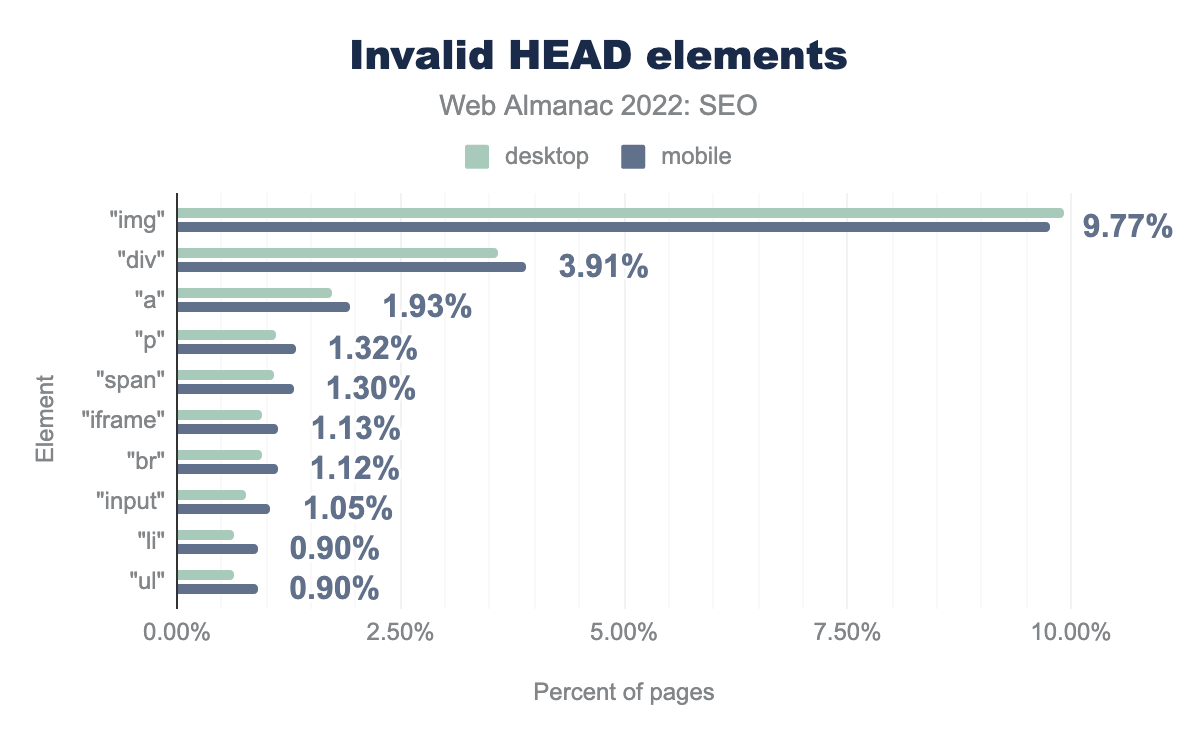 Invalid HEAD elements
Web Almanac 2022: SEO
desktop mobile
"img" 9.77%
"div" 3.91%
"a" 1.93%
"p" 1.32%
"span" 1.30%
"iframe" 1.13%
"br" 1.12%
"input" 1.05%
"li" 0.90%
"ul" 0.90%
Element
0.00% 2.50% 5.00% 7.50% 10.00%
Percent of pages